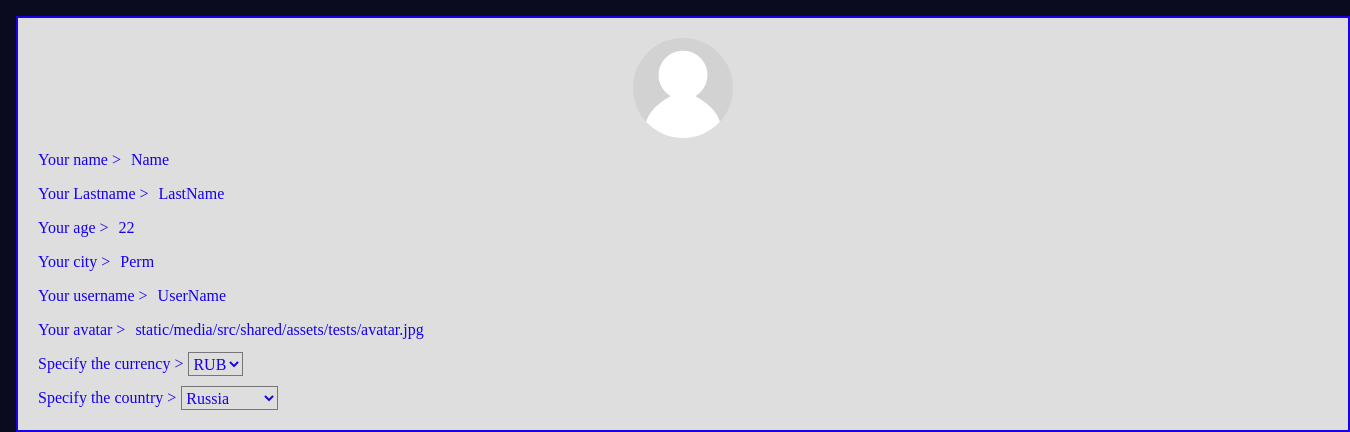 Your name > Name
Your Lastname > LastName
Your age > 22
Your city > Perm
Your username > UserName
Your avatar > static/media/src/shared/assets/tests/avatar.jpg
Specify the currency > RUB
Specify the country > Russia